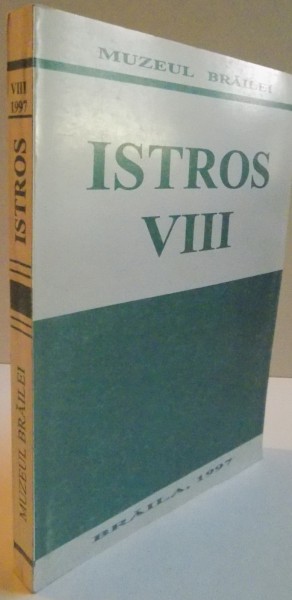 MUZEUL BRĂILEI
ISTROS
VIII
BRĂILA, 1997
VIII
1997
ISTROS
MUZEUL BRĂILEI